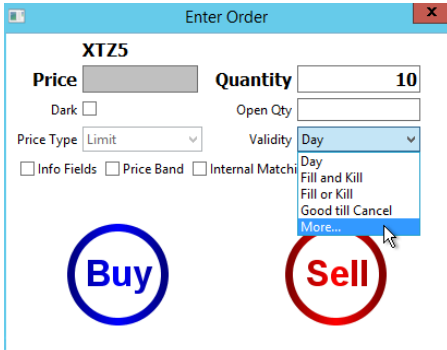 Enter Order
x
XTZ5
Price Quantity 10
Dark Open Qty
Price Type Limit Validity Day
Info Fields Price Band Internal Matchi
Day
Fill and Kill
Fill or Kill
Good till Cancel
More...
Buy Sell